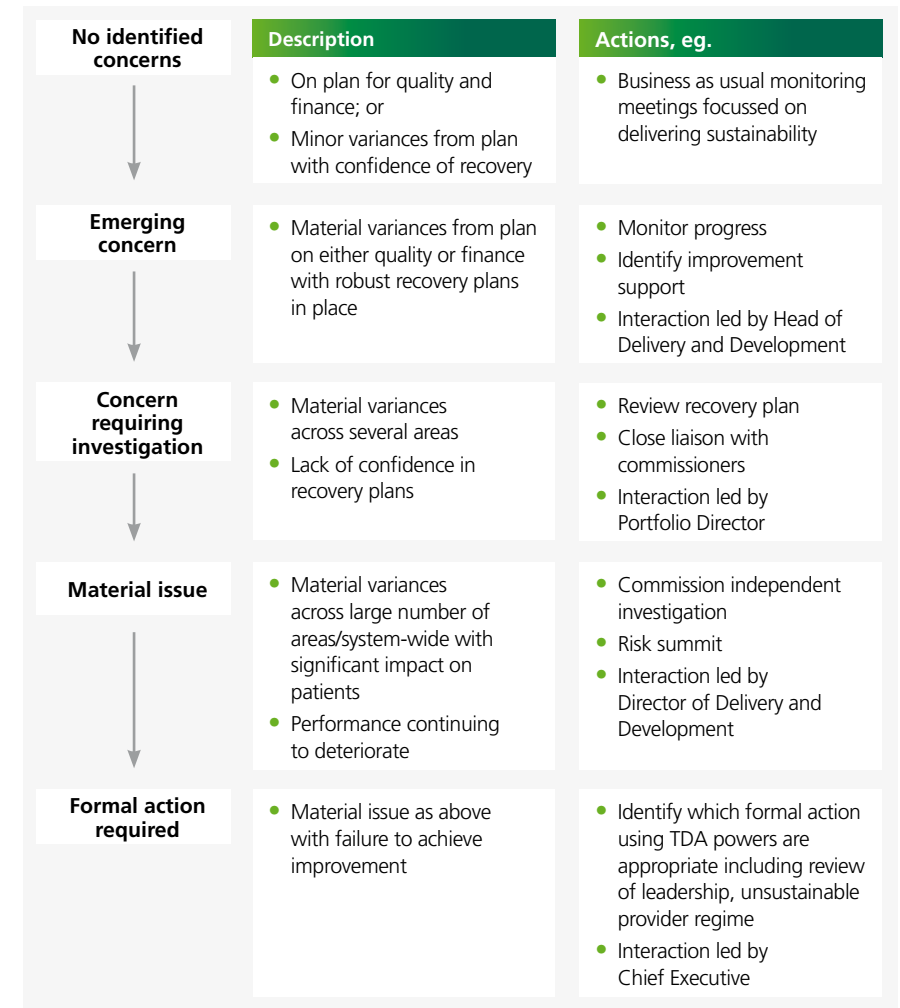 No identified
concerns
Description
Actions, eg.
• On plan for quality and
finance; or
• Minor variances from plan
with confidence of recovery
• Business as usual monitoring
meetings focussed on
delivering sustainability
Emerging
concern
• Material variances from plan
on either quality or finance
with robust recovery plans
in place
• Monitor progress
• Identify improvement
support
• Interaction led by Head of
Delivery and Development
Concern
requiring
investigation
• Material variances
across several areas
• Lack of confidence in
recovery plans
• Review recovery plan
• Close liaison with
commissioners
• Interaction led by
Portfolio Director
Material issue
• Material variances
across large number of
areas/system-wide with
significant impact on
patients
• Performance continuing
to deteriorate
• Commission independent
investigation
• Risk summit
• Interaction led by
Director of Delivery and
Development
Formal action
required
• Material issue as above
with failure to achieve
improvement
• Identify which formal action
using TDA powers are
appropriate including review
of leadership, unsustainable
provider regime
• Interaction led by
Chief Executive